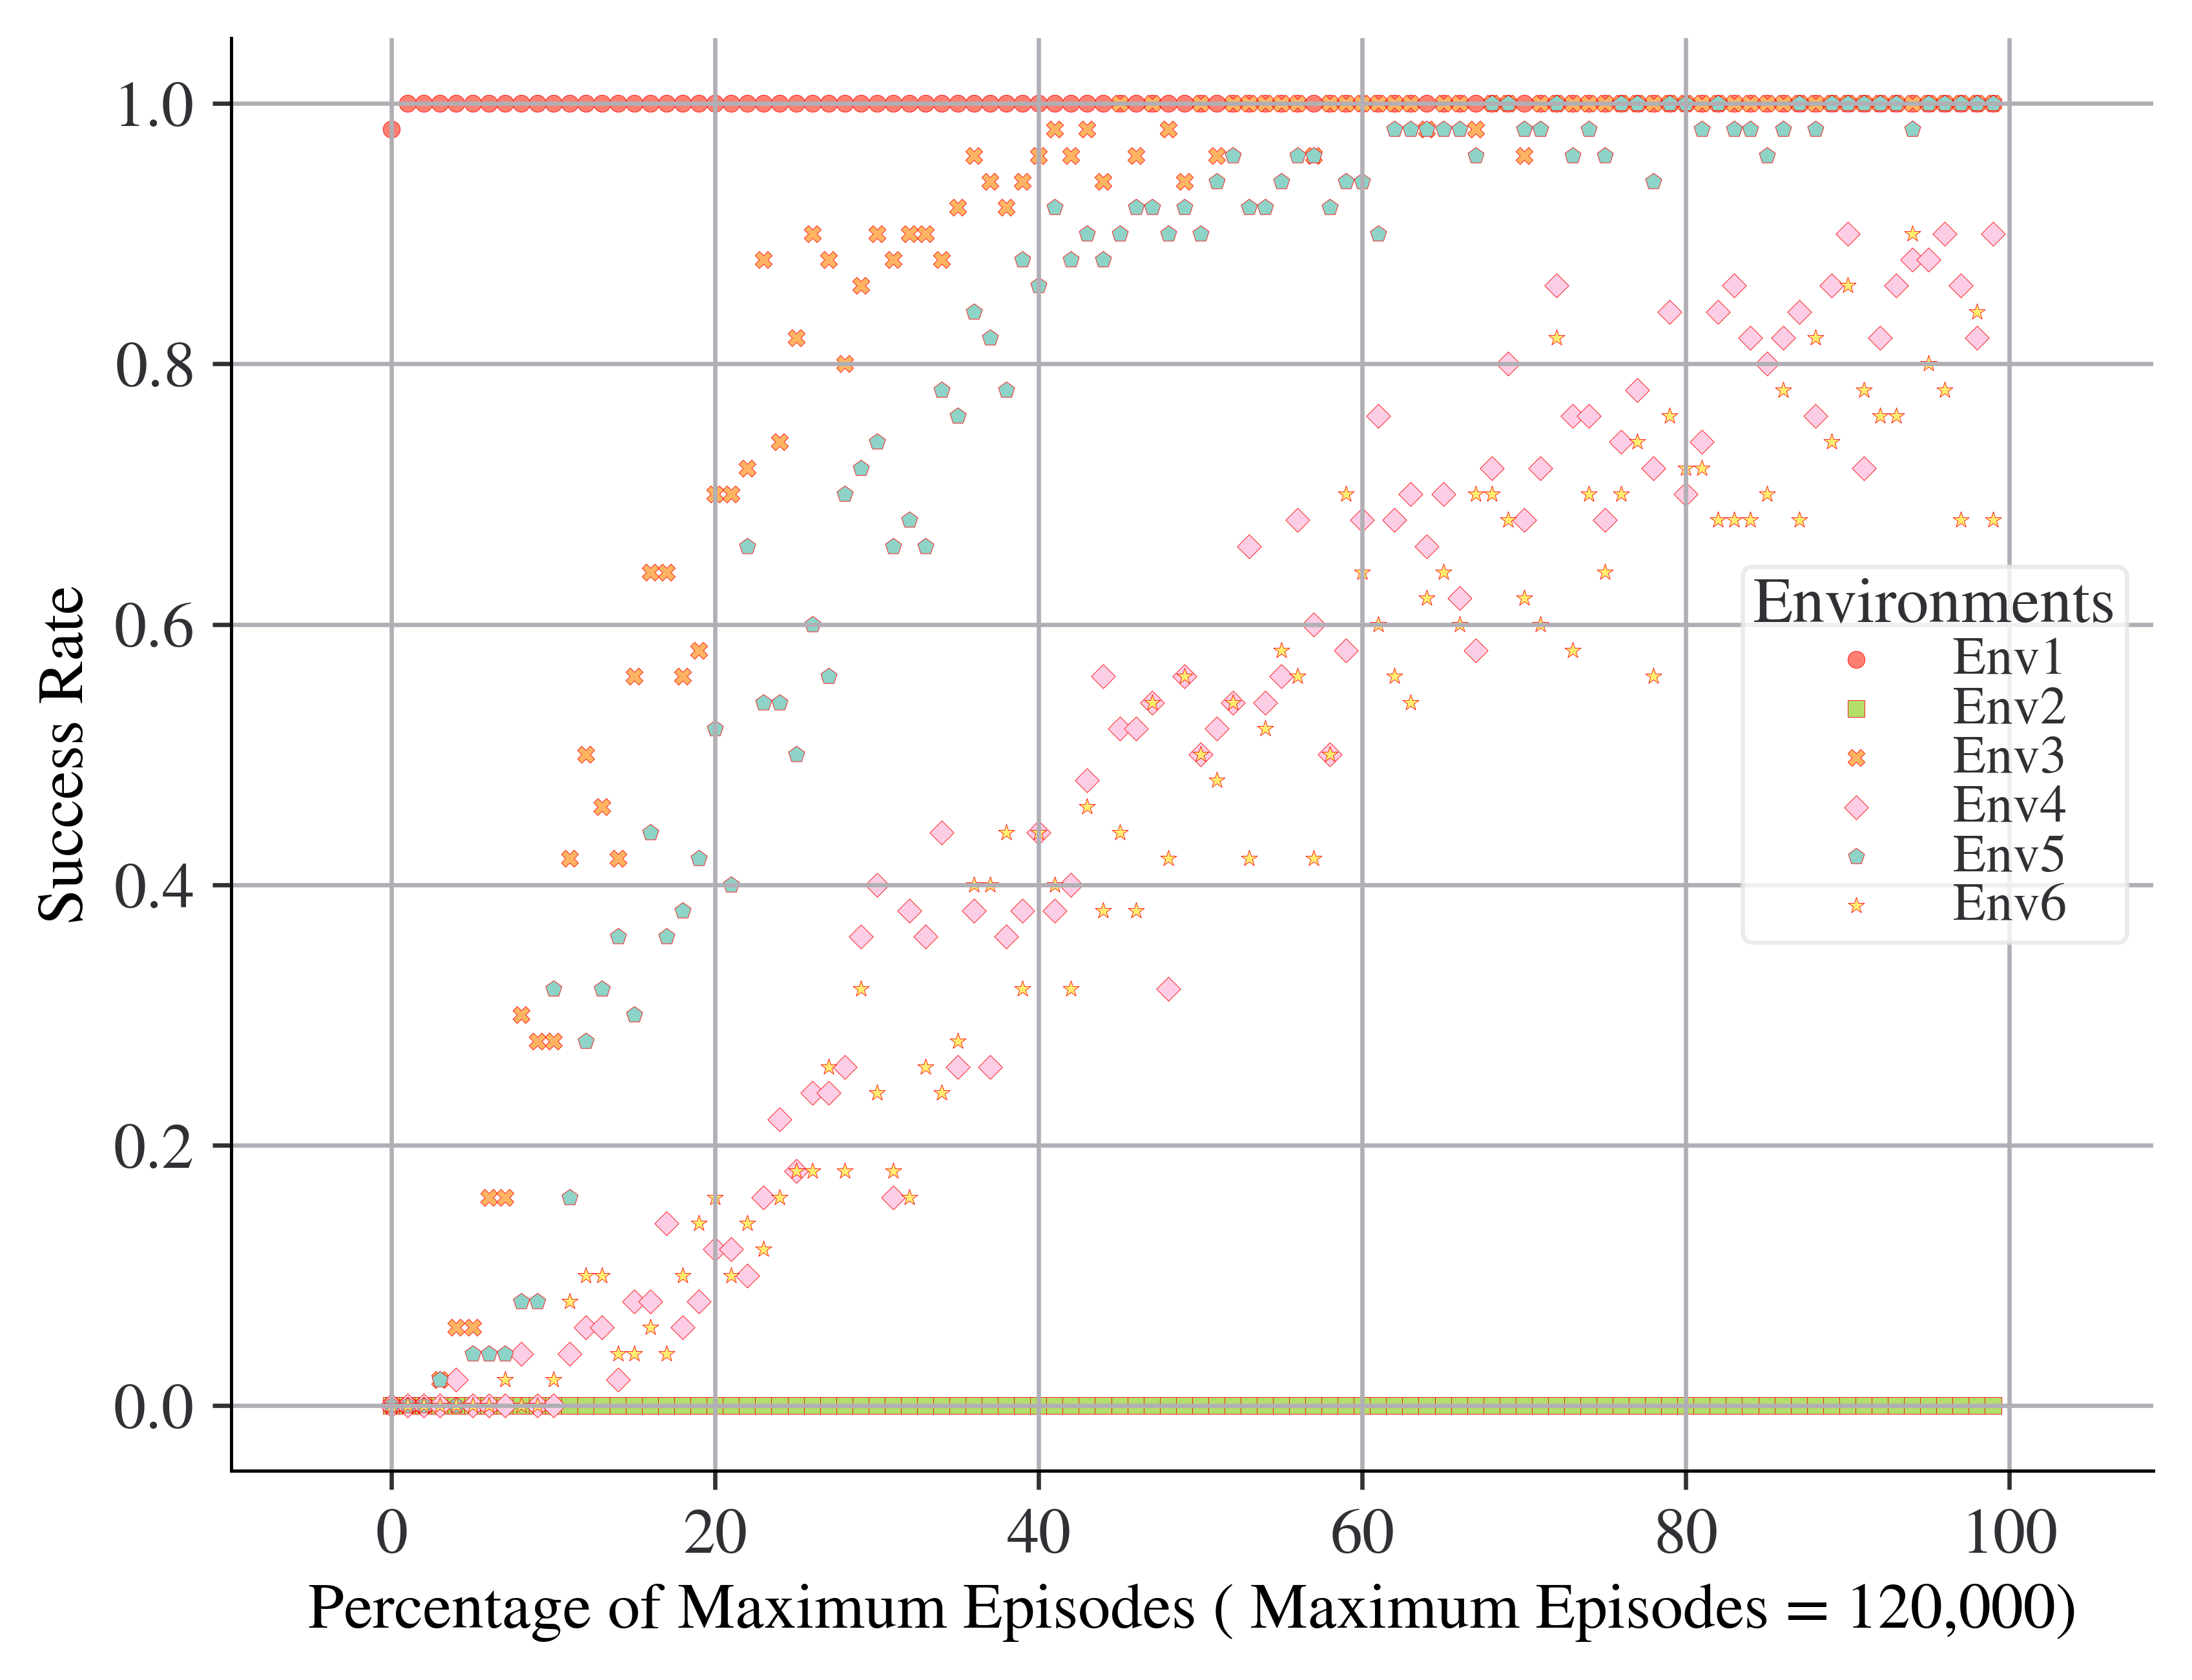 1.0
0.8
0.6
0.4
0.2
0.0
Success Rate
Environments
Env1
Env2
Env3
Env4
Env5
Env6
0 20 40 60 80 100
Percentage of Maximum Episodes ( Maximum Episodes = 120,000)